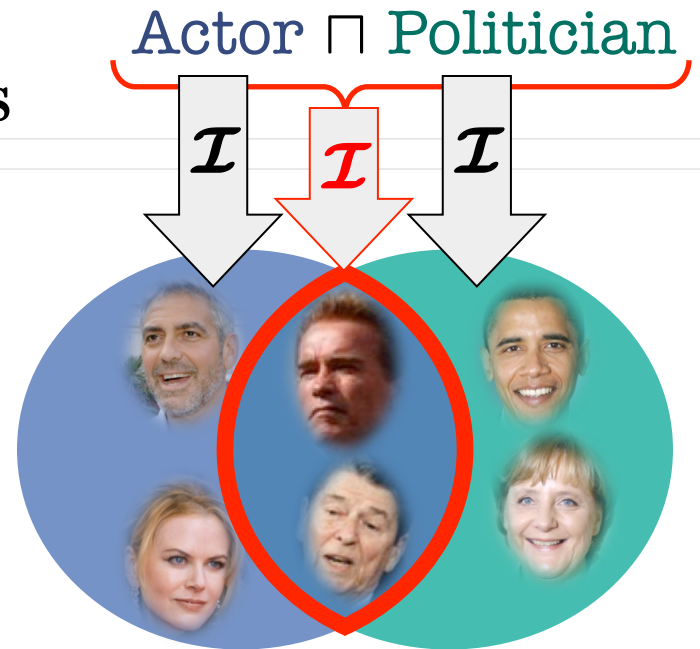 Actor ⊓ Politician
s
𝓘 𝓘 𝓘